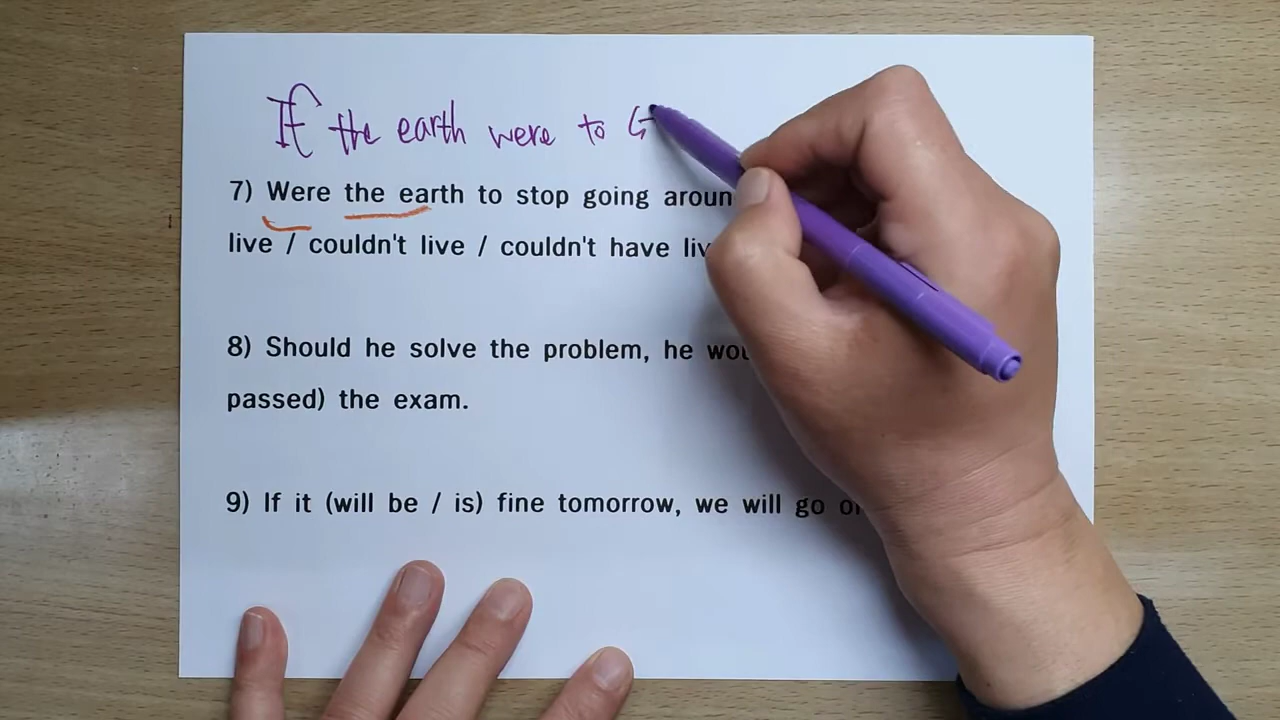 If the earth were to
7) Were the earth to stop going aroun
live / couldn't live / couldn't have liv
8) Should he solve the problem, he wou
passed) the exam.
9) If it (will be / is) fine tomorrow, we will go